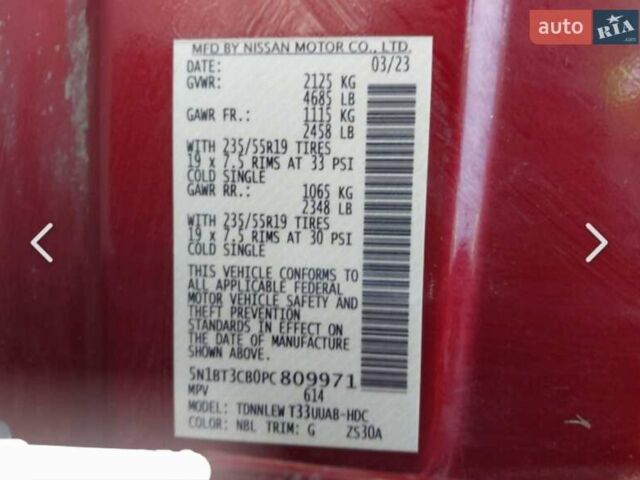 auto RIA
.com
MFD BY NISSAN MOTOR CO., LTD.
DATE: 03/23
GVWR: 2125 KG
4685 LB
GAWR FR.: 1115 KG
2458 LB
WITH 235/55R19 TIRES
19 x 7.5 RIMS AT 33 PSI
COLD SINGLE
GAWR RR.: 1065 KG
2348 LB
WITH 235/55R19 TIRES
19 x 7.5 RIMS AT 30 PSI
COLD SINGLE
THIS VEHICLE CONFORMS TO
ALL APPLICABLE FEDERAL
MOTOR VEHICLE SAFETY AND
THEFT PREVENTION
STANDARDS IN EFFECT ON
THE DATE OF MANUFACTURE
SHOWN ABOVE.
5N1BT3CB0PC809971
MPV 614
MODEL: TDNNLEW T33UUAB-HDC
COLOR: NBL TRIM: G ZS30A